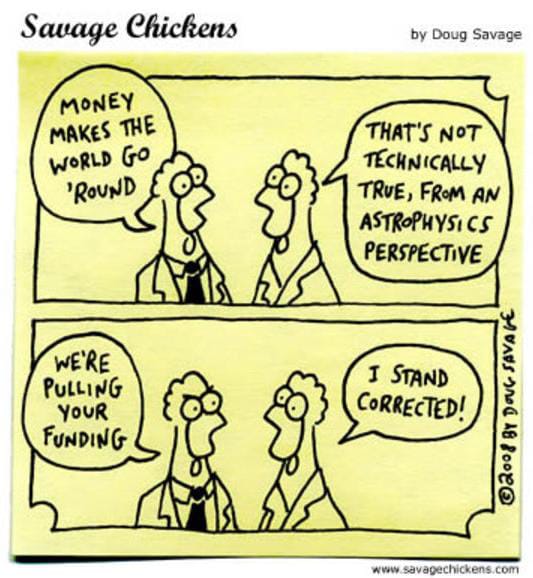 Savage Chickens
by Doug Savage
MONEY
MAKES THE
WORLD GO
'ROUND
THAT'S NOT
TECHNICALLY
TRUE, FROM AN
ASTROPHYSICS
PERSPECTIVE
WE'RE
PULLING
YOUR
FUNDING
I STAND
CORRECTED!
©2008 BY DOUG SAVAGE
www.savagechickens.com